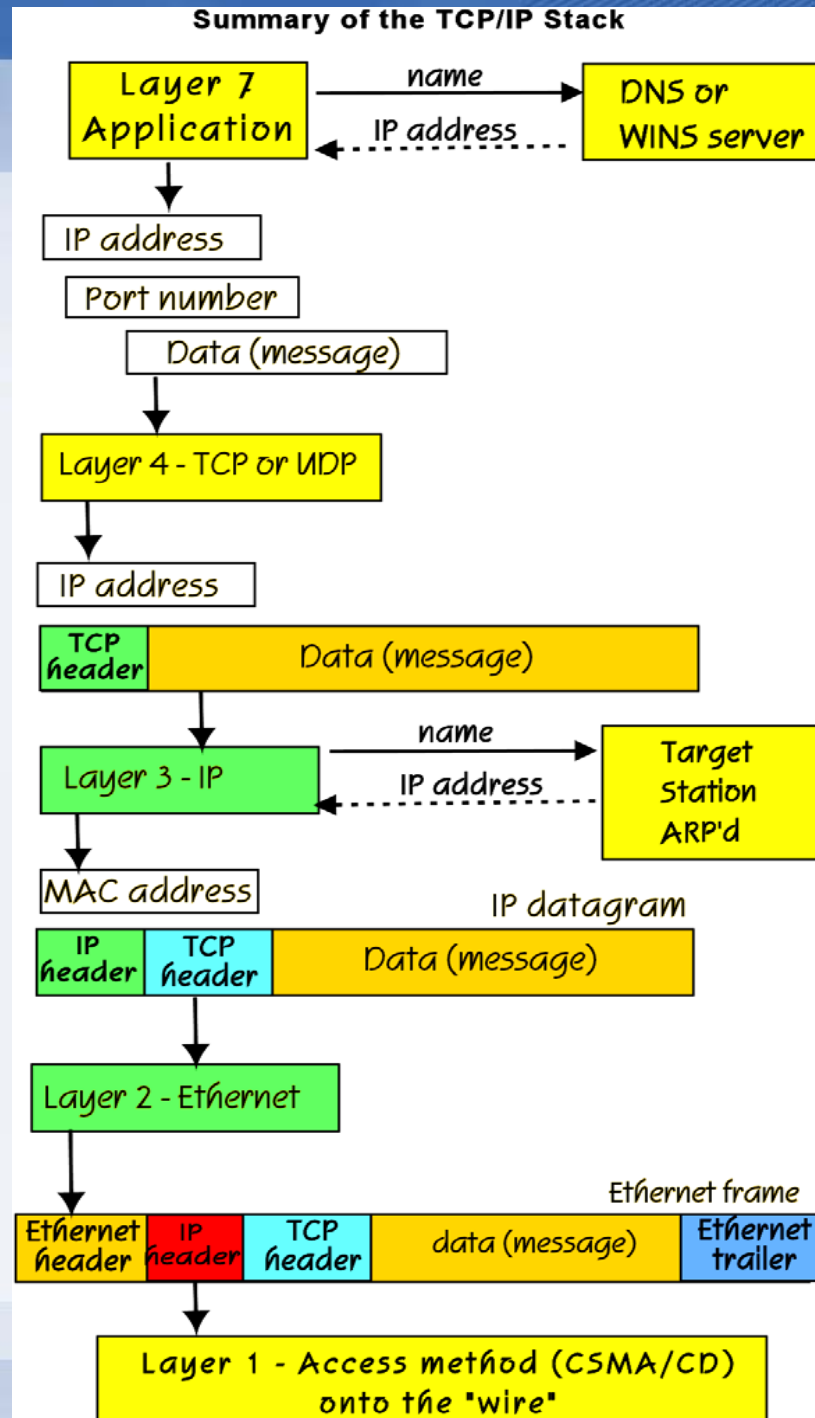 Summary of the TCP/IP Stack
Layer 7
Application
name
IP address
DNS or
WINS server
IP address
Port number
Data (message)
Layer 4 - TCP or UDP
IP address
TCP
header
Data (message)
Layer 3 - IP
name
IP address
Target
Station
ARP'd
MAC address
IP datagram
IP
header
TCP
header
Data (message)
Layer 2 - Ethernet
Ethernet frame
Ethernet
header
IP
header
TCP
header
data (message)
Ethernet
trailer
Layer 1 - Access method (CSMA/CD)
onto the "wire"